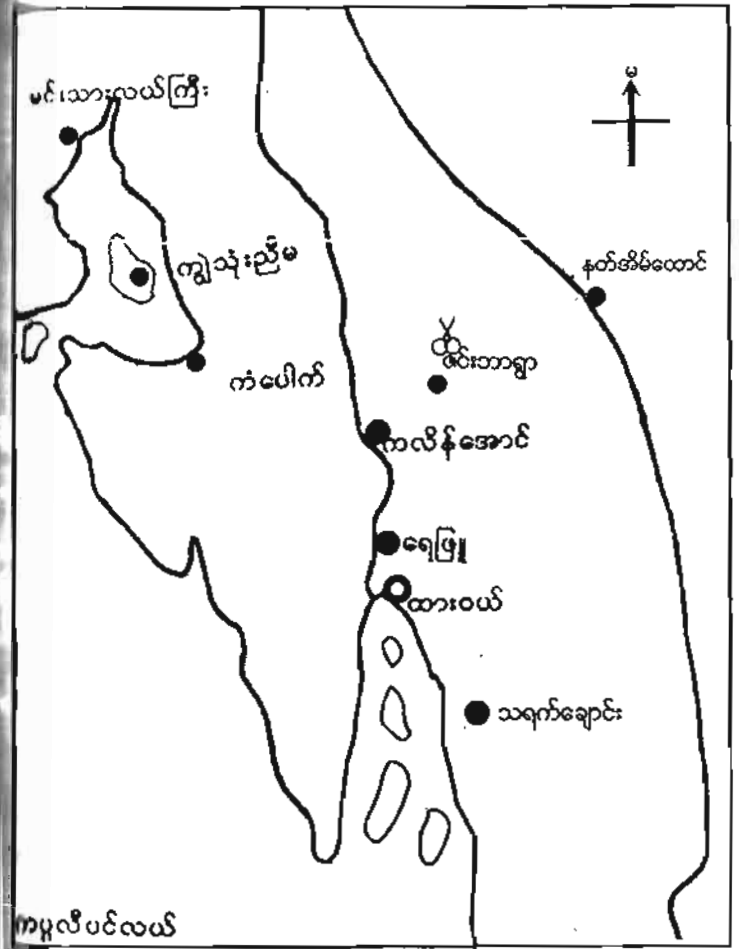 မင်းသားလယ်ကြီး
မ
ကျွဲသုံးညီမ
နတ်အိမ်ထောင်
ဇင်းဘာရွာ
ကံပေါက်
ကလိန်အောင်
ရေဖြူ
ထားဝယ်
သရက်ချောင်း
ကပ္ပလီပင်လယ်